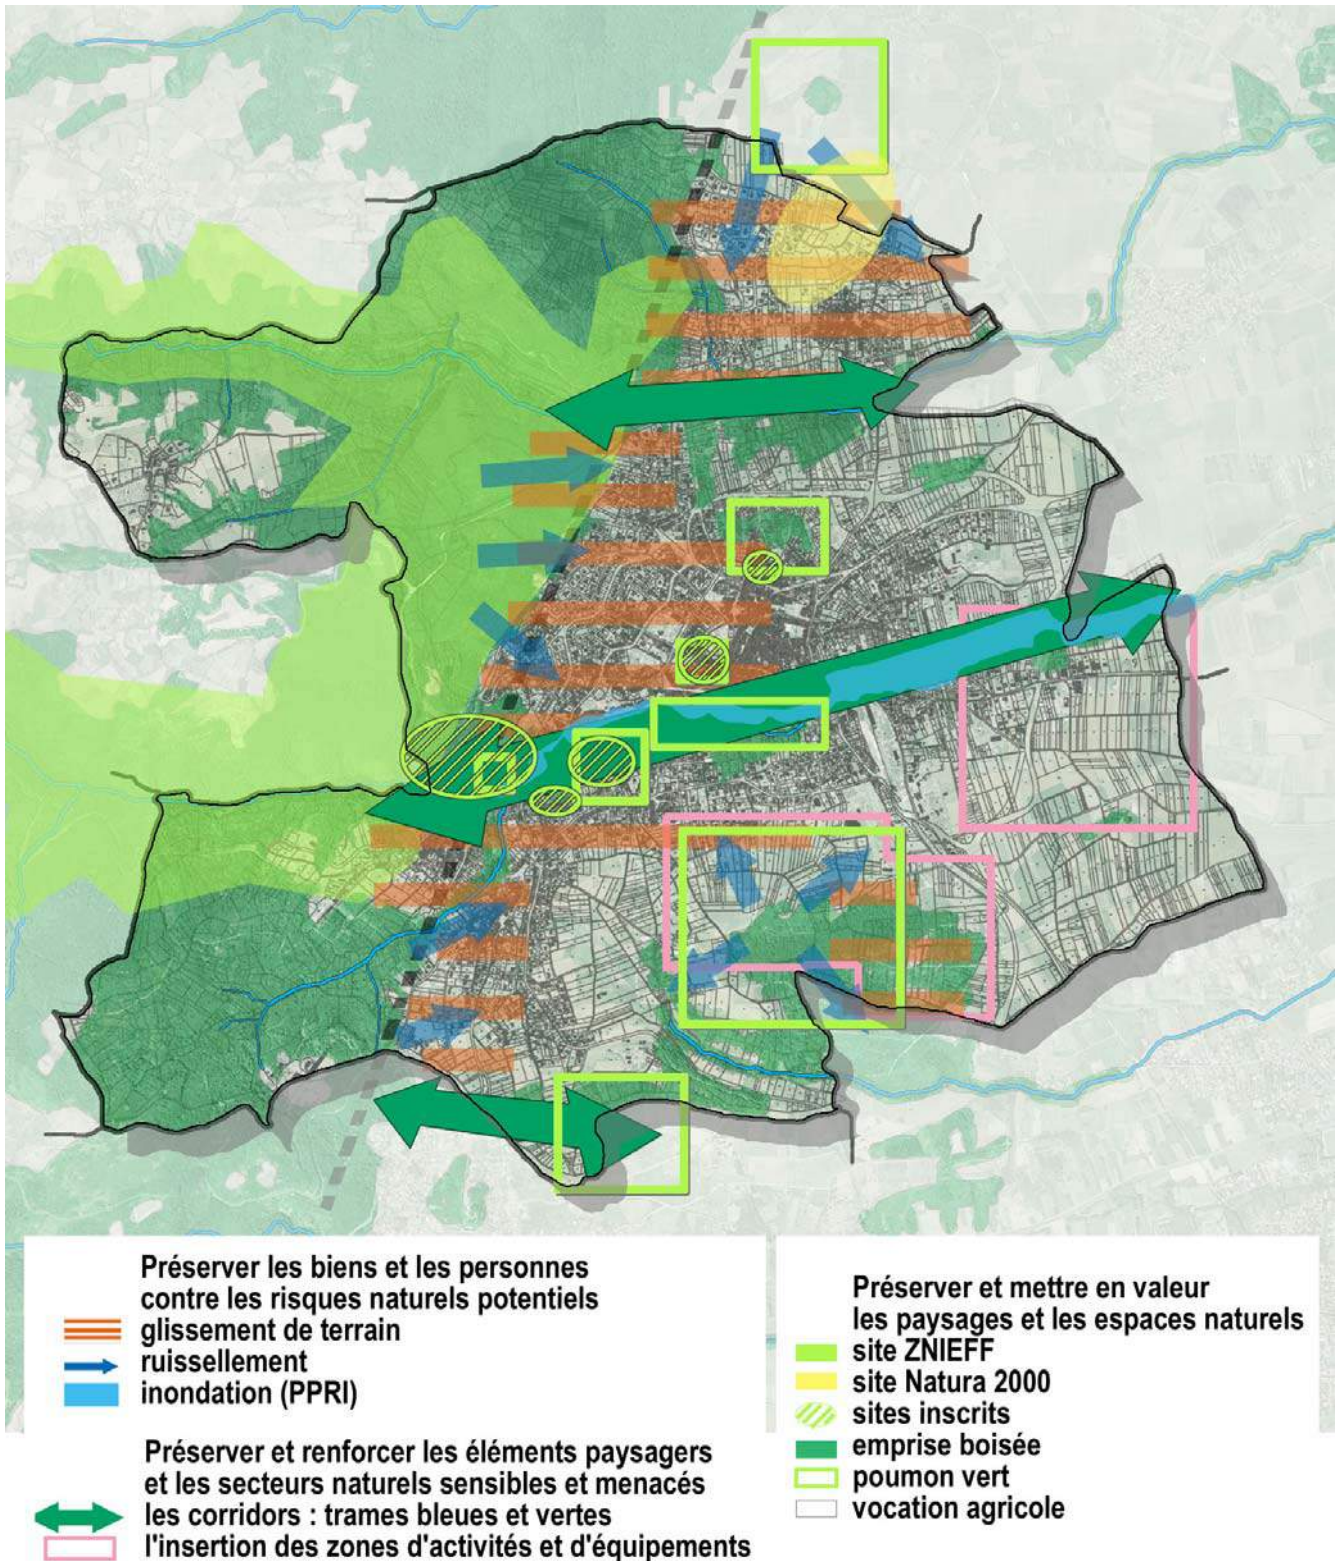 Préserver les biens et les personnes
contre les risques naturels potentiels
glissement de terrain
ruissellement
inondation (PPRI)
Préserver et renforcer les éléments paysagers
et les secteurs naturels sensibles et menacés
les corridors : trames bleues et vertes
l'insertion des zones d'activités et d'équipements
Préserver et mettre en valeur
les paysages et les espaces naturels
site ZNIEFF
site Natura 2000
sites inscrits
emprise boisée
poumon vert
vocation agricole